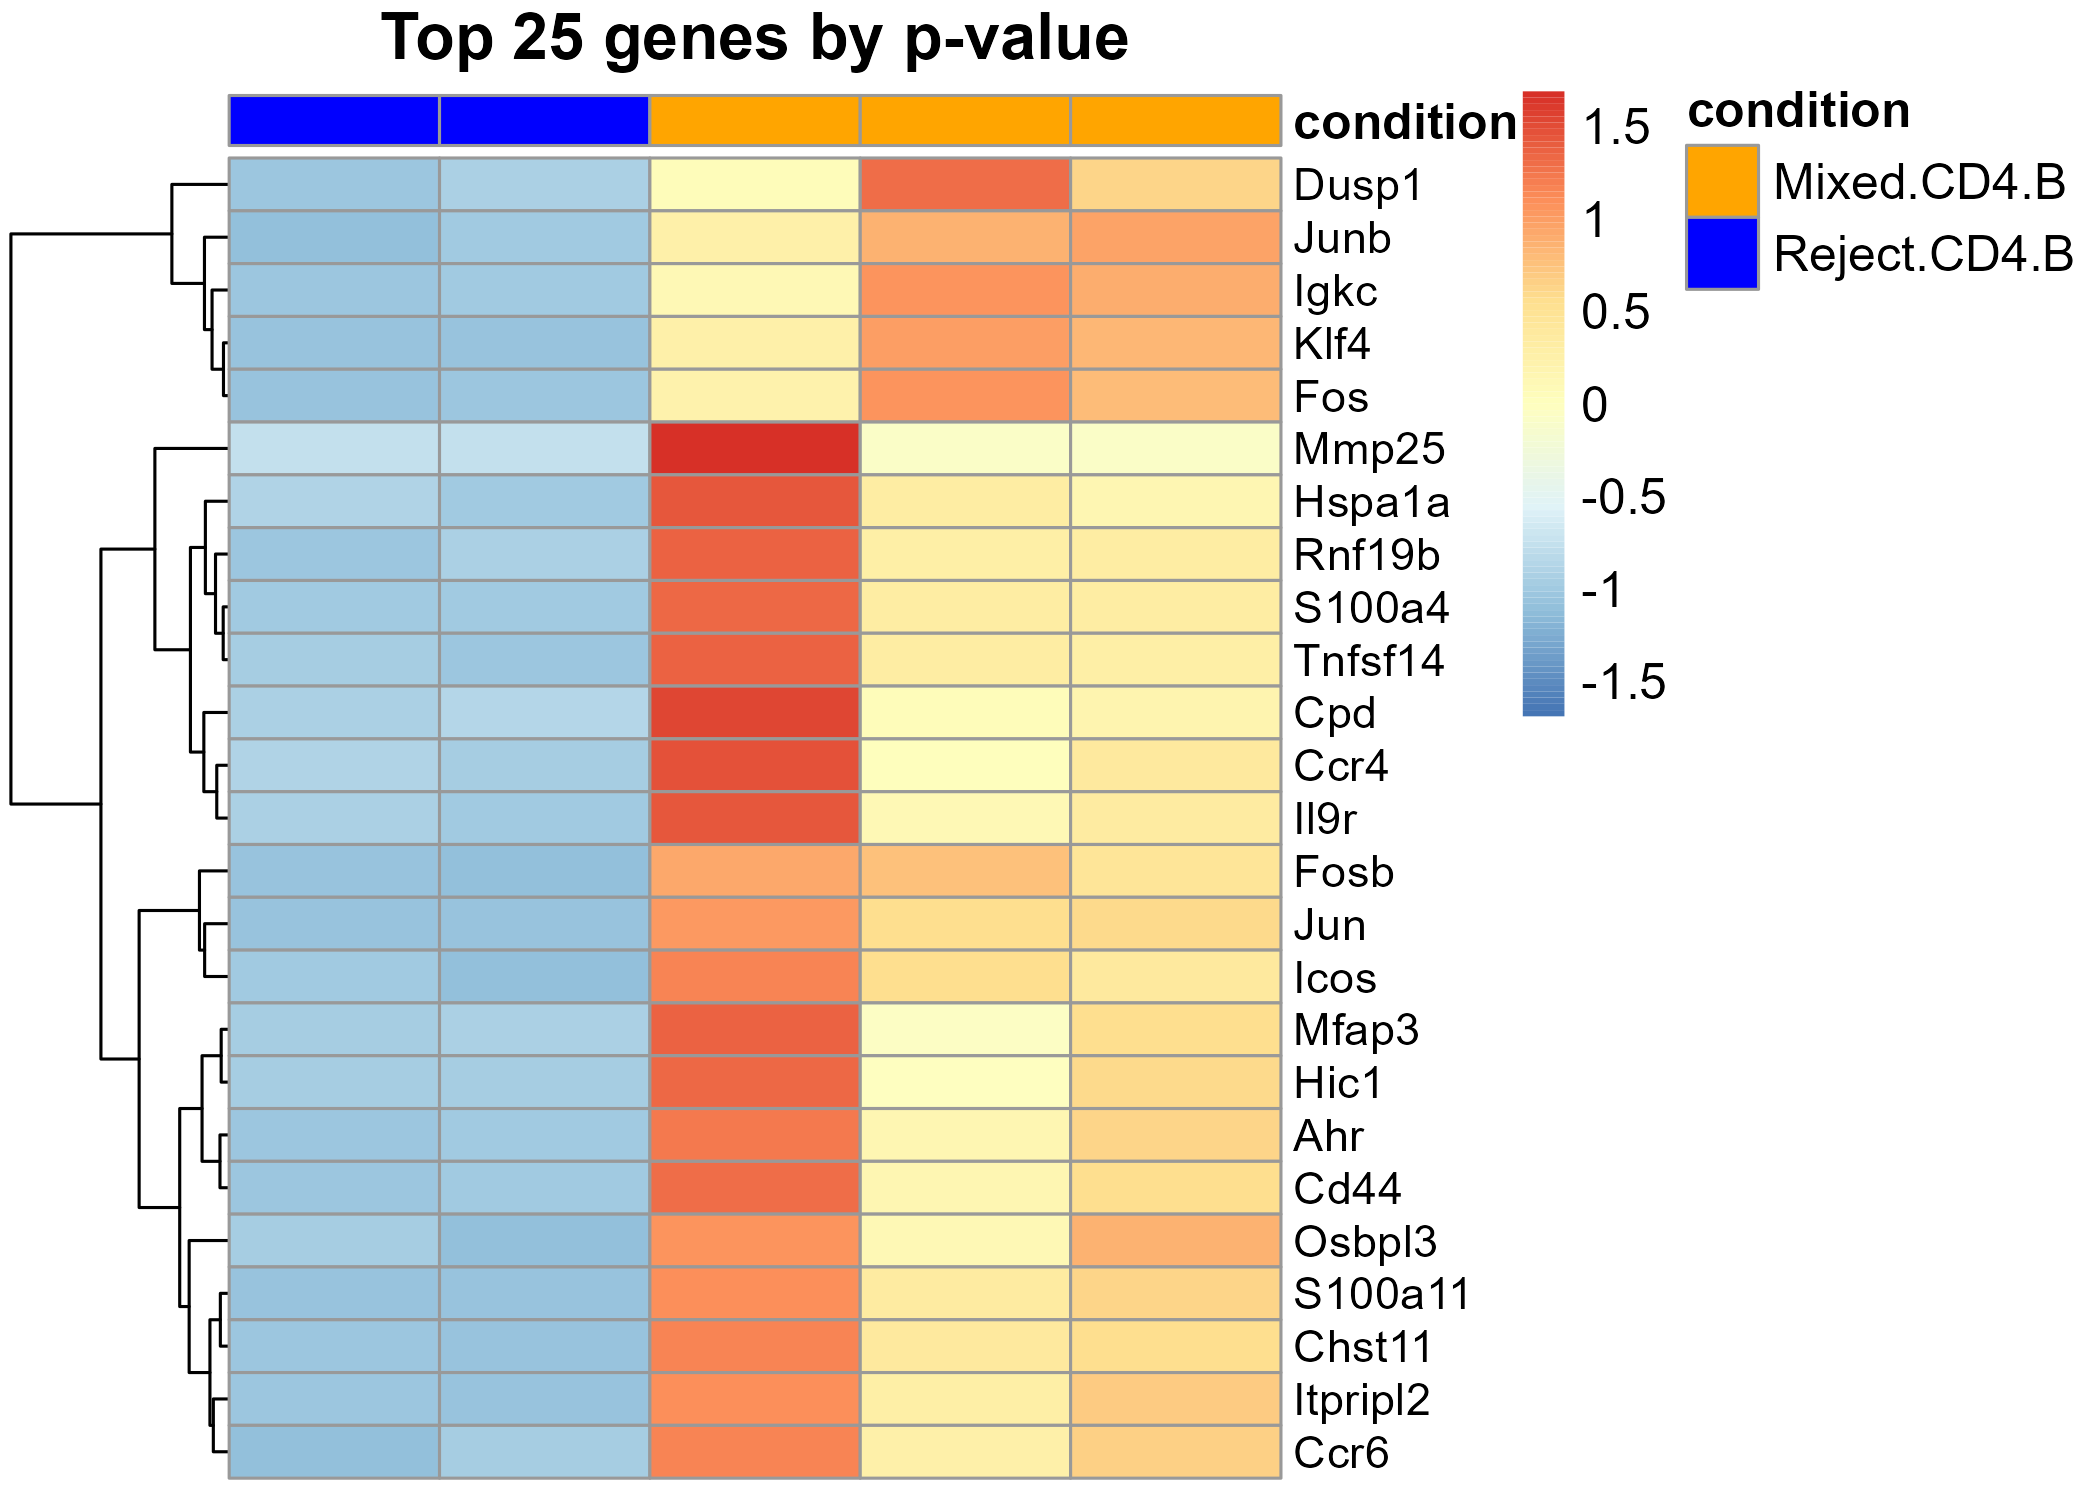 Top 25 genes by p-value
condition
Dusp1
Junb
Igkc
Klf4
Fos
Mmp25
Hspa1a
Rnf19b
S100a4
Tnfsf14
Cpd
Ccr4
Il9r
Fosb
Jun
Icos
Mfap3
Hic1
Ahr
Cd44
Osbpl3
S100a11
Chst11
Itpripl2
Ccr6
1.5
1
0.5
0
-0.5
-1
-1.5
condition
Mixed.CD4.B
Reject.CD4.B